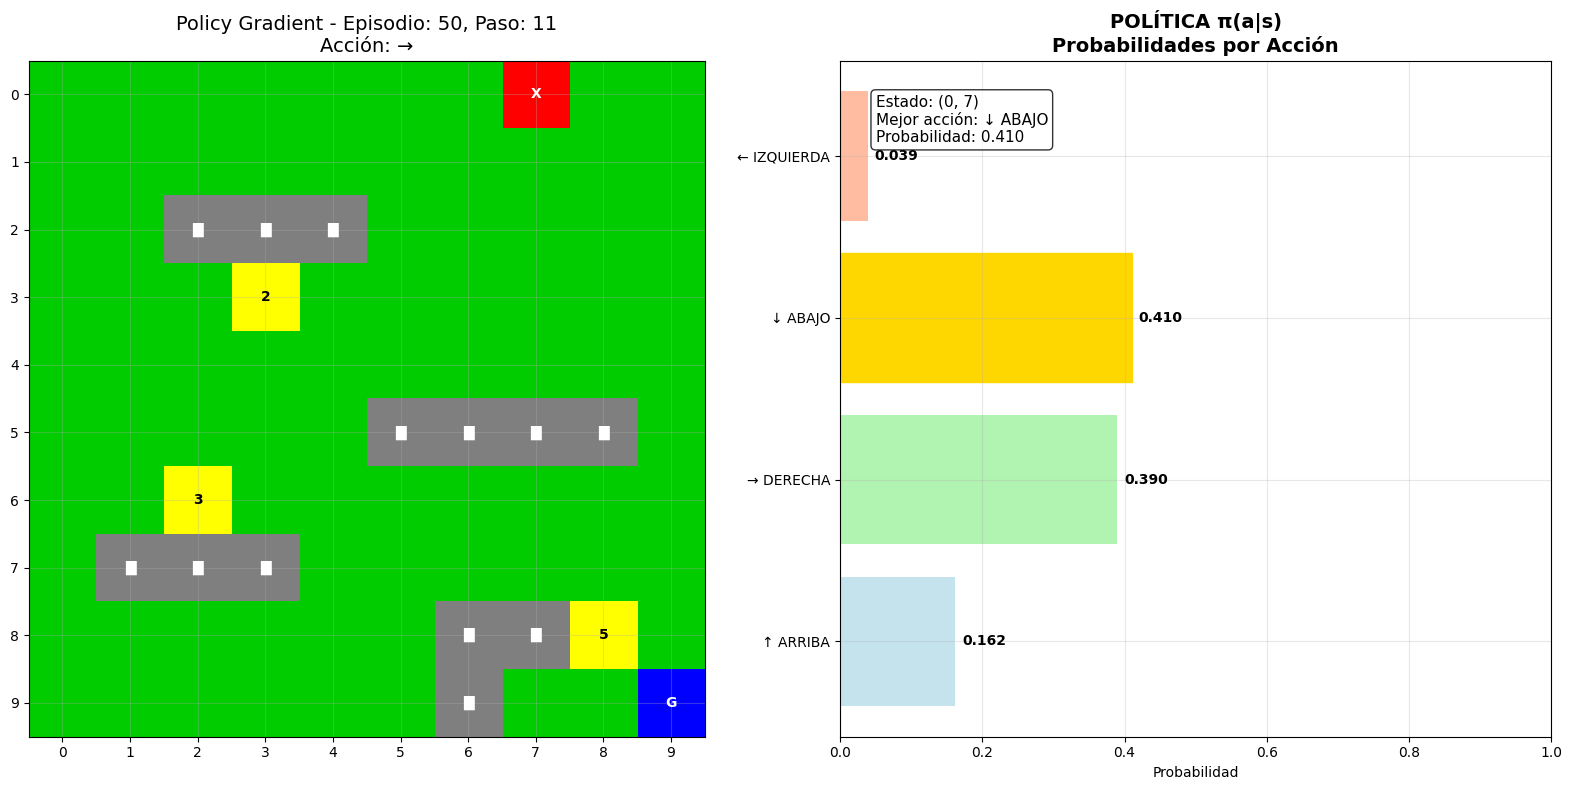 Policy Gradient - Episodio: 50, Paso: 11
Acción: →
X
2
3
5
G
0
1
2
3
4
5
6
7
8
9
0 1 2 3 4 5 6 7 8 9
POLÍTICA π(a|s)
Probabilidades por Acción
Estado: (0, 7)
Mejor acción: ↓ ABAJO
Probabilidad: 0.410
← IZQUIERDA 0.039
↓ ABAJO 0.410
→ DERECHA 0.390
↑ ARRIBA 0.162
0.0 0.2 0.4 0.6 0.8 1.0
Probabilidad